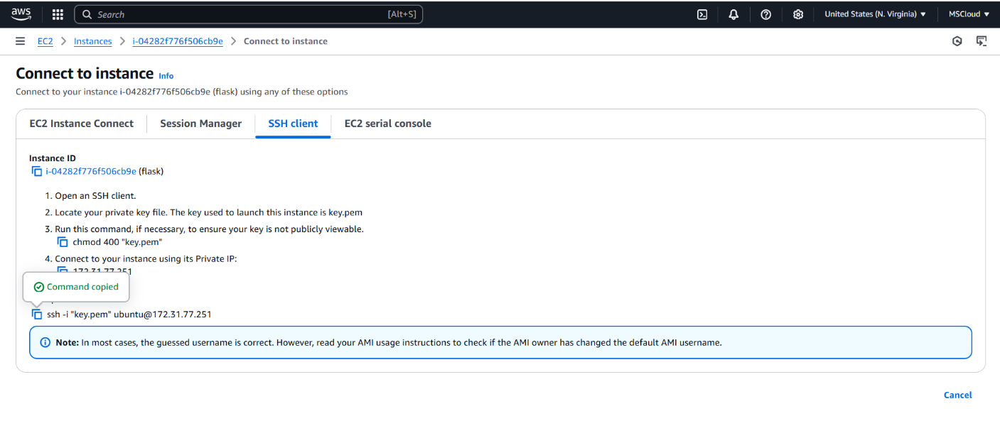 aws
Search [Alt+S]
United States (N. Virginia)
MSCloud
EC2 Instances i-04282f776f506cb9e Connect to instance
Connect to instance Info
Connect to your instance i-04282f776f506cb9e (flask) using any of these options
EC2 Instance Connect
Session Manager
SSH client
EC2 serial console
Instance ID
i-04282f776f506cb9e (flask)
1. Open an SSH client.
2. Locate your private key file. The key used to launch this instance is key.pem
3. Run this command, if necessary, to ensure your key is not publicly viewable.
chmod 400 "key.pem"
4. Connect to your instance using its Private IP:
172.31.77.251
Command copied
ssh -i "key.pem" ubuntu@172.31.77.251
Note: In most cases, the guessed username is correct. However, read your AMI usage instructions to check if the AMI owner has changed the default AMI username.
Cancel